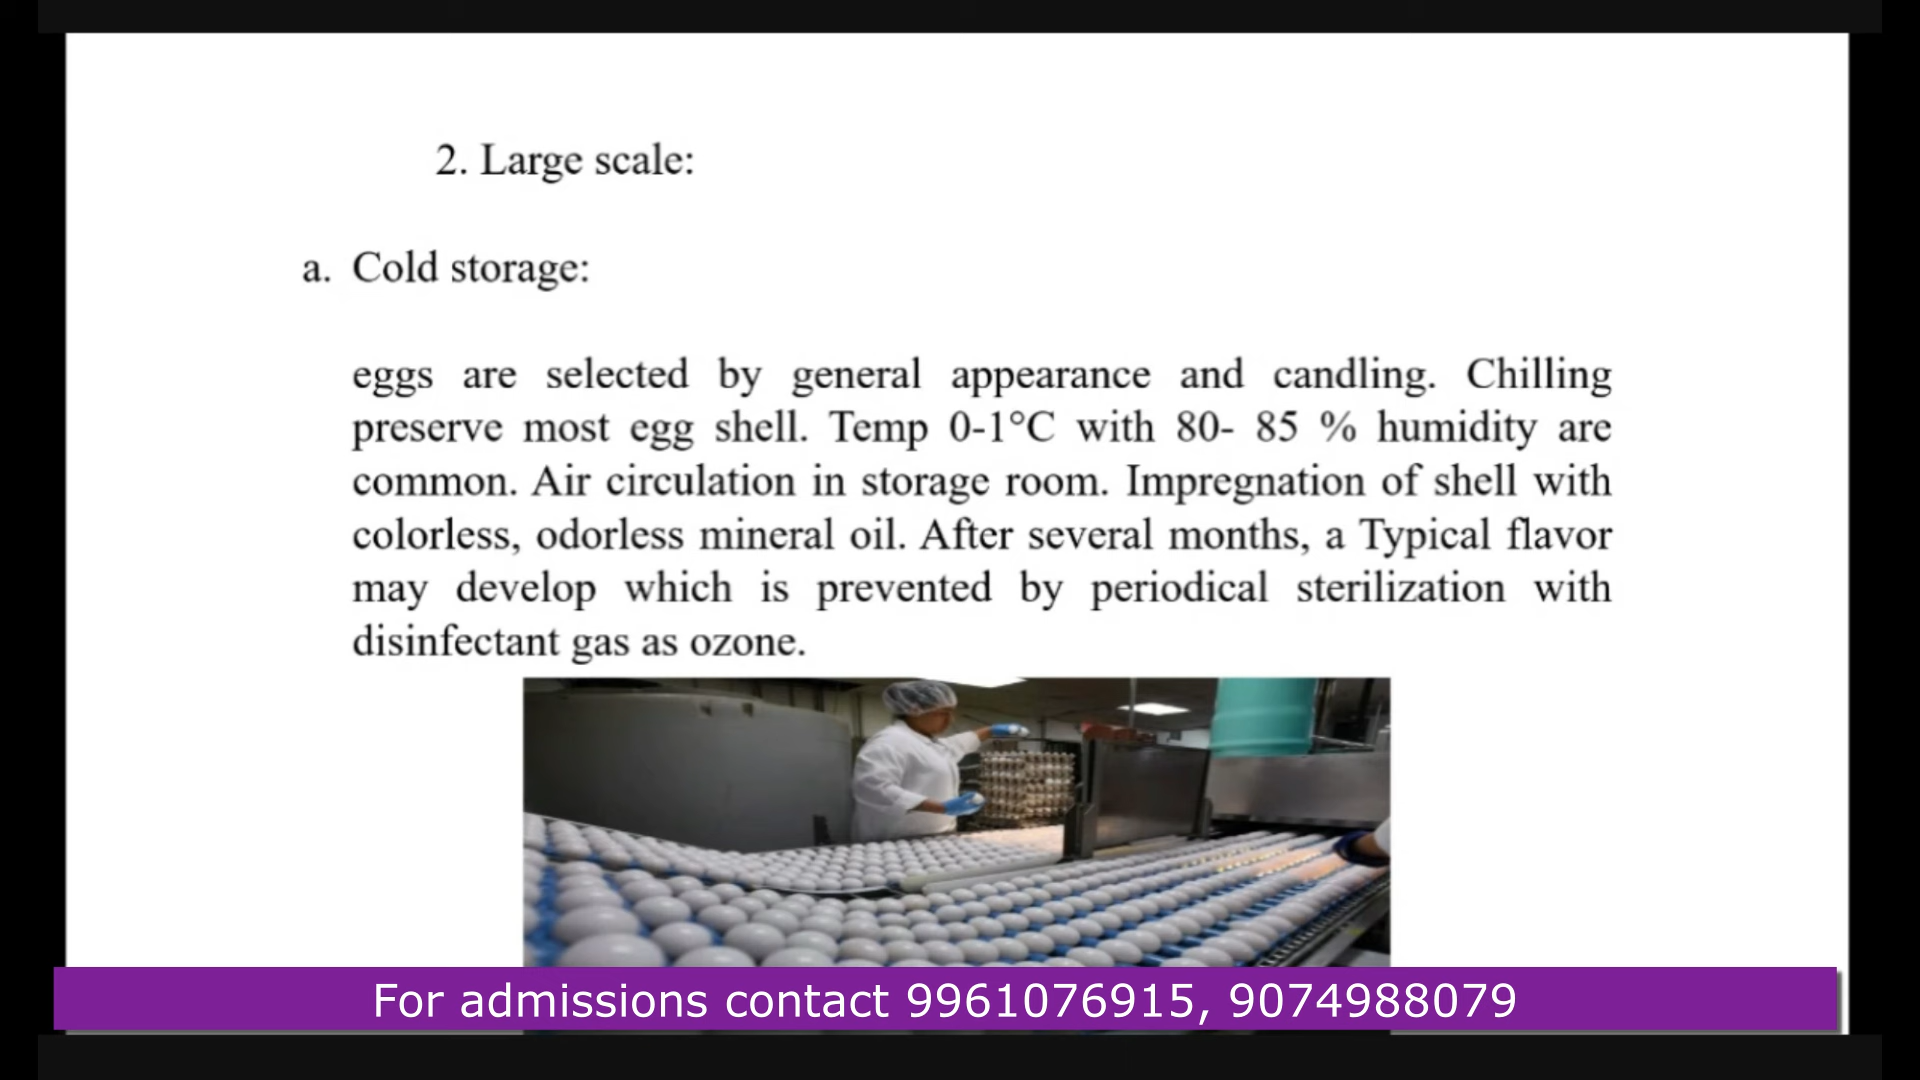 2. Large scale:
a. Cold storage:
eggs are selected by general appearance and candling. Chilling
preserve most egg shell. Temp 0-1°C with 80- 85 % humidity are
common. Air circulation in storage room. Impregnation of shell with
colorless, odorless mineral oil. After several months, a Typical flavor
may develop which is prevented by periodical sterilization with
disinfectant gas as ozone.
For admissions contact 9961076915, 9074988079